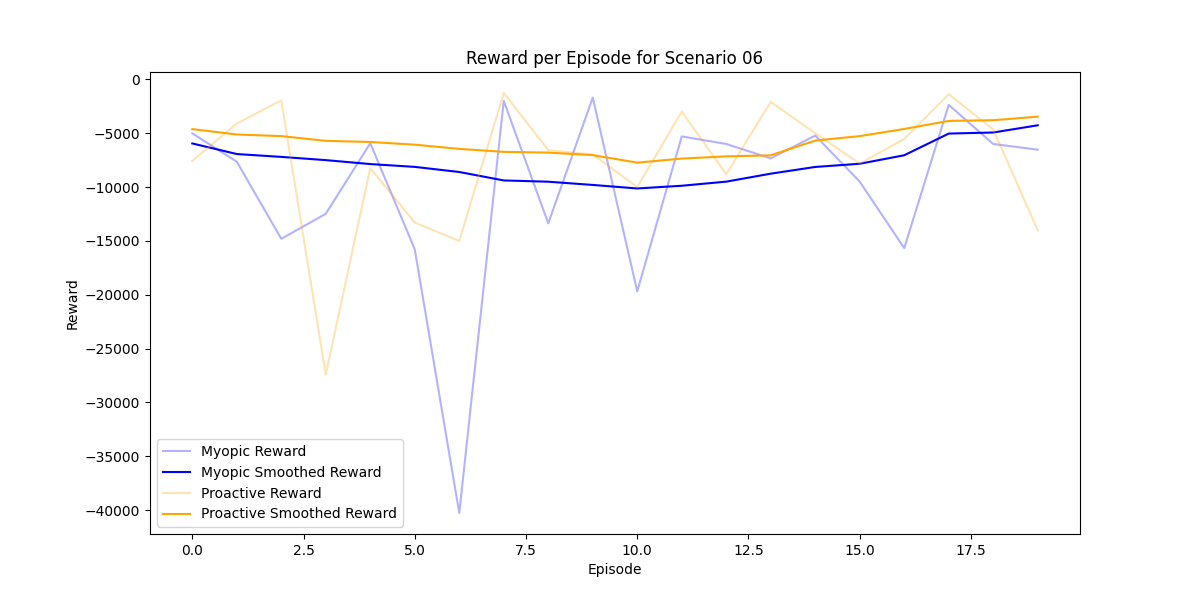 Reward per Episode for Scenario 06
Reward
0
−5000
−10000
−15000
−20000
−25000
−30000
−35000
−40000
Myopic Reward
Myopic Smoothed Reward
Proactive Reward
Proactive Smoothed Reward
0.0 2.5 5.0 7.5 10.0 12.5 15.0 17.5
Episode